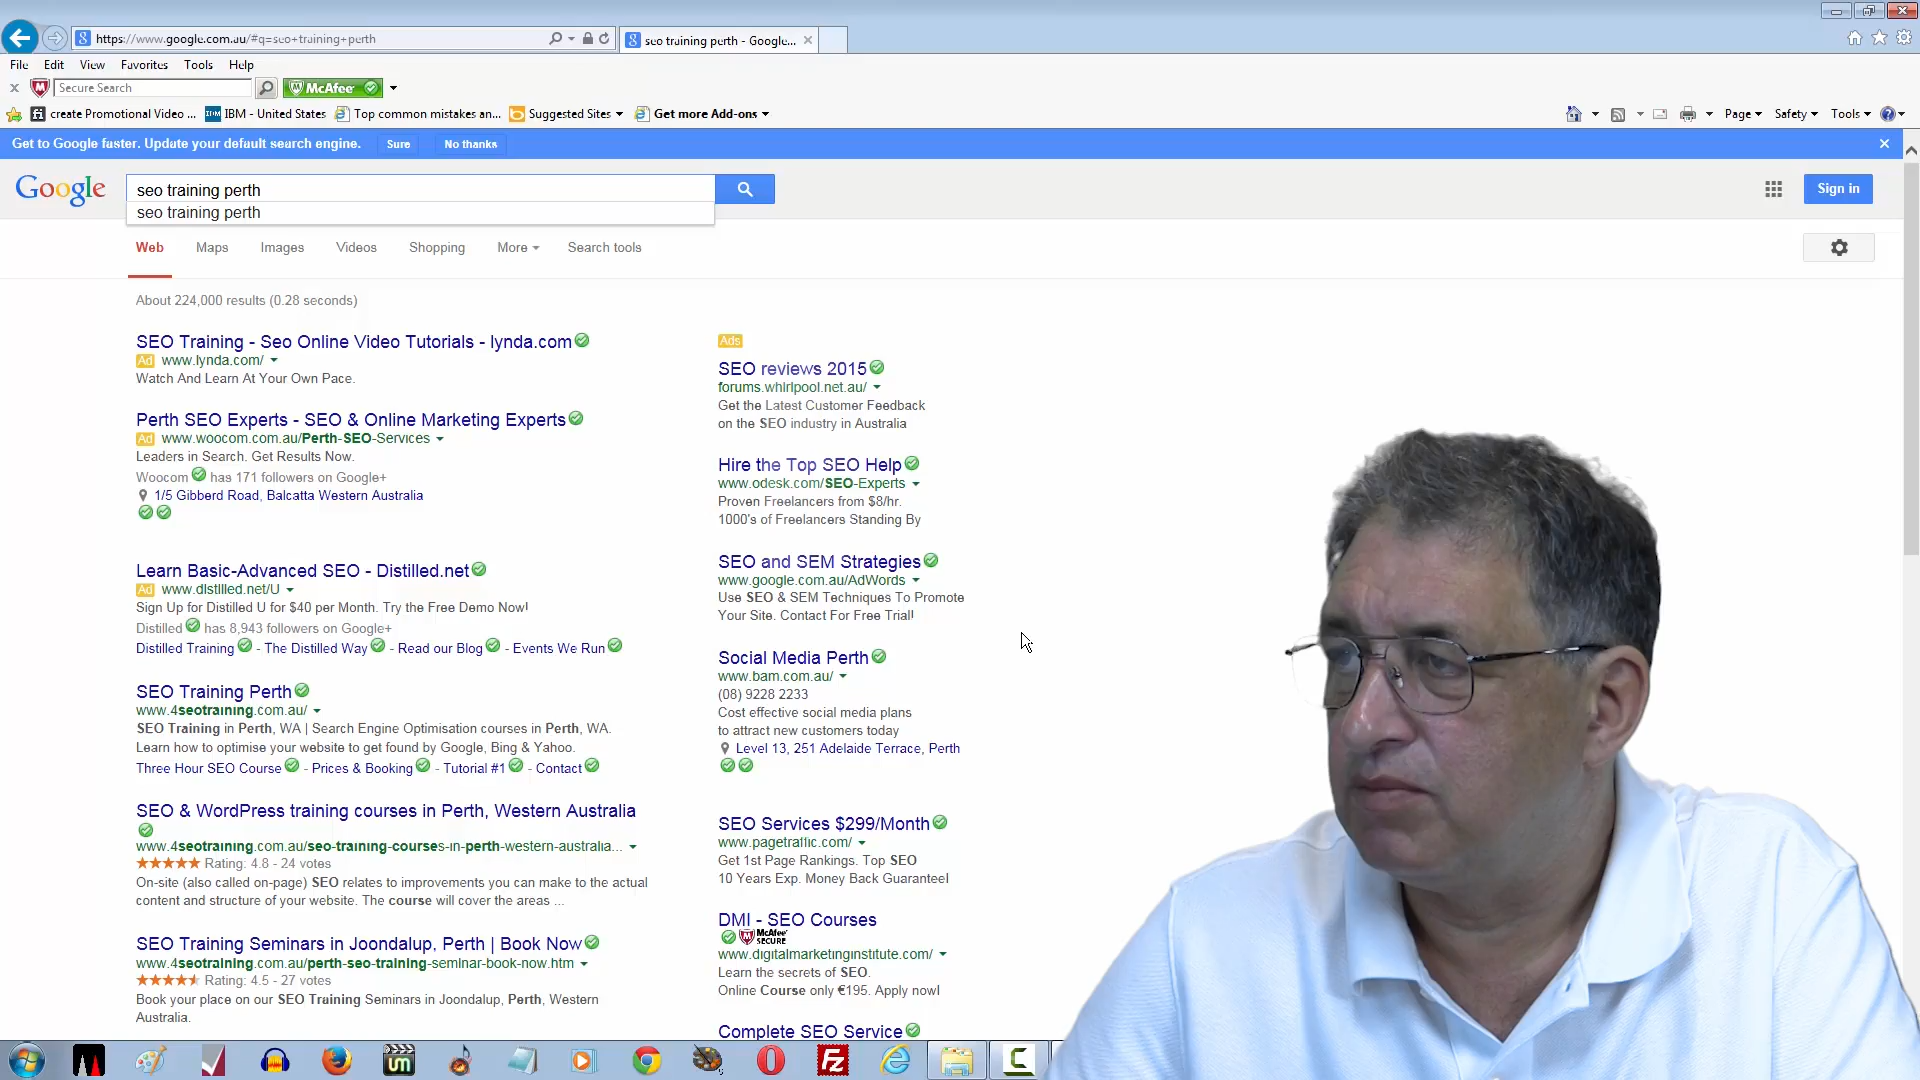 https://www.google.com.au/#q=seo+training+perth
seo training perth - Google...
File Edit View Favorites Tools Help
Secure Search
McAfee
create Promotional Video ...
IBM - United States
Top common mistakes an...
Suggested Sites
Get more Add-ons
Page Safety Tools
Get to Google faster. Update your default search engine. Sure No thanks
Google
seo training perth
Sign in
seo training perth
Web Maps Images Videos Shopping More Search tools
About 224,000 results (0.28 seconds)
SEO Training - Seo Online Video Tutorials - lynda.com
Ad www.lynda.com/
Watch And Learn At Your Own Pace.
Perth SEO Experts - SEO & Online Marketing Experts
Ad www.woocom.com.au/Perth-SEO-Services
Leaders in Search. Get Results Now.
Woocom has 171 followers on Google+
1/5 Gibberd Road, Balcatta Western Australia
Learn Basic-Advanced SEO - Distilled.net
Ad www.distilled.net/U
Sign Up for Distilled U for $40 per Month. Try the Free Demo Now!
Distilled has 8,943 followers on Google+
Distilled Training - The Distilled Way - Read our Blog - Events We Run
SEO Training Perth
www.4seotraining.com.au/
SEO Training in Perth, WA | Search Engine Optimisation courses in Perth, WA.
Learn how to optimise your website to get found by Google, Bing & Yahoo.
Three Hour SEO Course - Prices & Booking - Tutorial #1 - Contact
SEO & WordPress training courses in Perth, Western Australia
www.4seotraining.com.au/seo-training-courses-in-perth-western-australia...
Rating: 4.8 - 24 votes
On-site (also called on-page) SEO relates to improvements you can make to the actual
content and structure of your website. The course will cover the areas ...
SEO Training Seminars in Joondalup, Perth | Book Now
www.4seotraining.com.au/perth-seo-training-seminar-book-now.htm
Rating: 4.5 - 27 votes
Book your place on our SEO Training Seminars in Joondalup, Perth, Western
Australia.
Ads
SEO reviews 2015
forums.whirlpool.net.au/
Get the Latest Customer Feedback
on the SEO industry in Australia
Hire the Top SEO Help
www.odesk.com/SEO-Experts
Proven Freelancers from $8/hr.
1000's of Freelancers Standing By
SEO and SEM Strategies
www.google.com.au/AdWords
Use SEO & SEM Techniques To Promote
Your Site. Contact For Free Trial!
Social Media Perth
www.bam.com.au/
(08) 9228 2233
Cost effective social media plans
to attract new customers today
Level 13, 251 Adelaide Terrace, Perth
SEO Services $299/Month
www.pagetraffic.com/
Get 1st Page Rankings. Top SEO
10 Years Exp. Money Back Guarantee!
DMI - SEO Courses
McAfee SECURE
www.digitalmarketinginstitute.com/
Learn the secrets of SEO.
Online Course only €195. Apply now!
Complete SEO Service